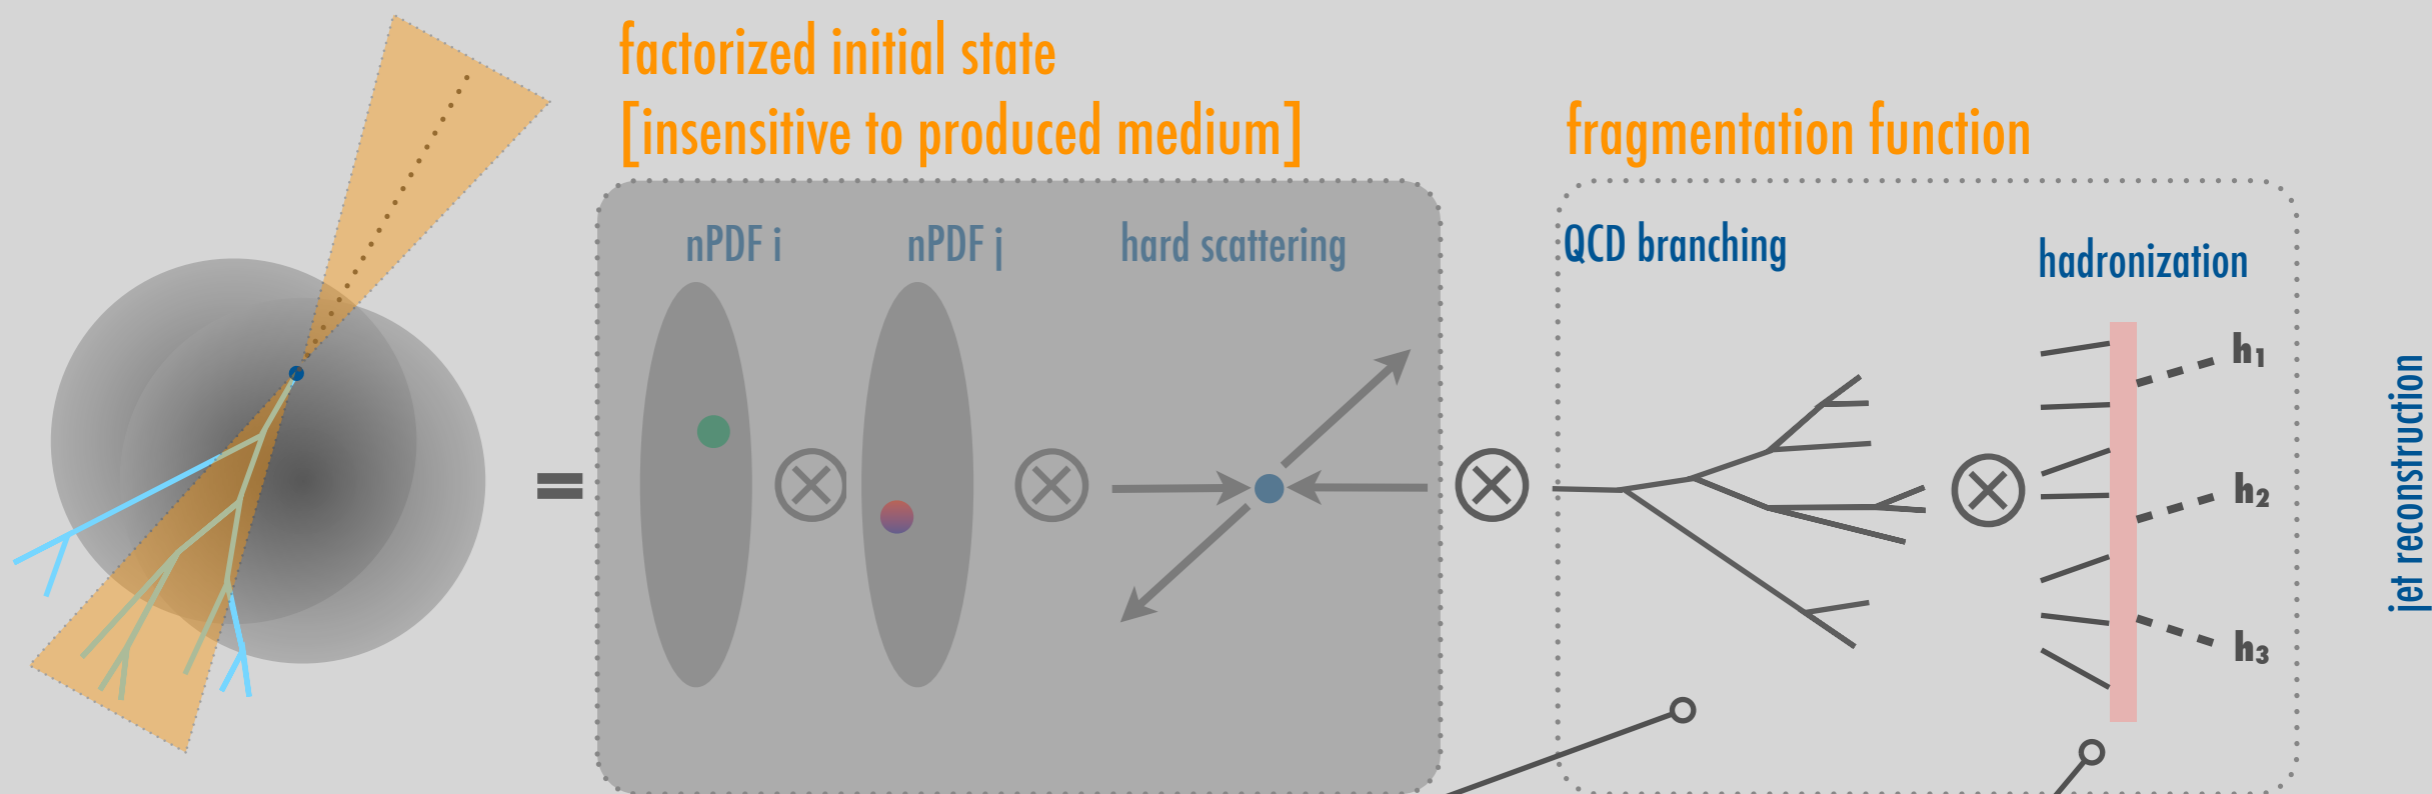 factorized initial state
[insensitive to produced medium]
fragmentation function
nPDF i
nPDF j
hard scattering
QCD branching
hadronization
=
h1
h2
h3
jet reconstruction